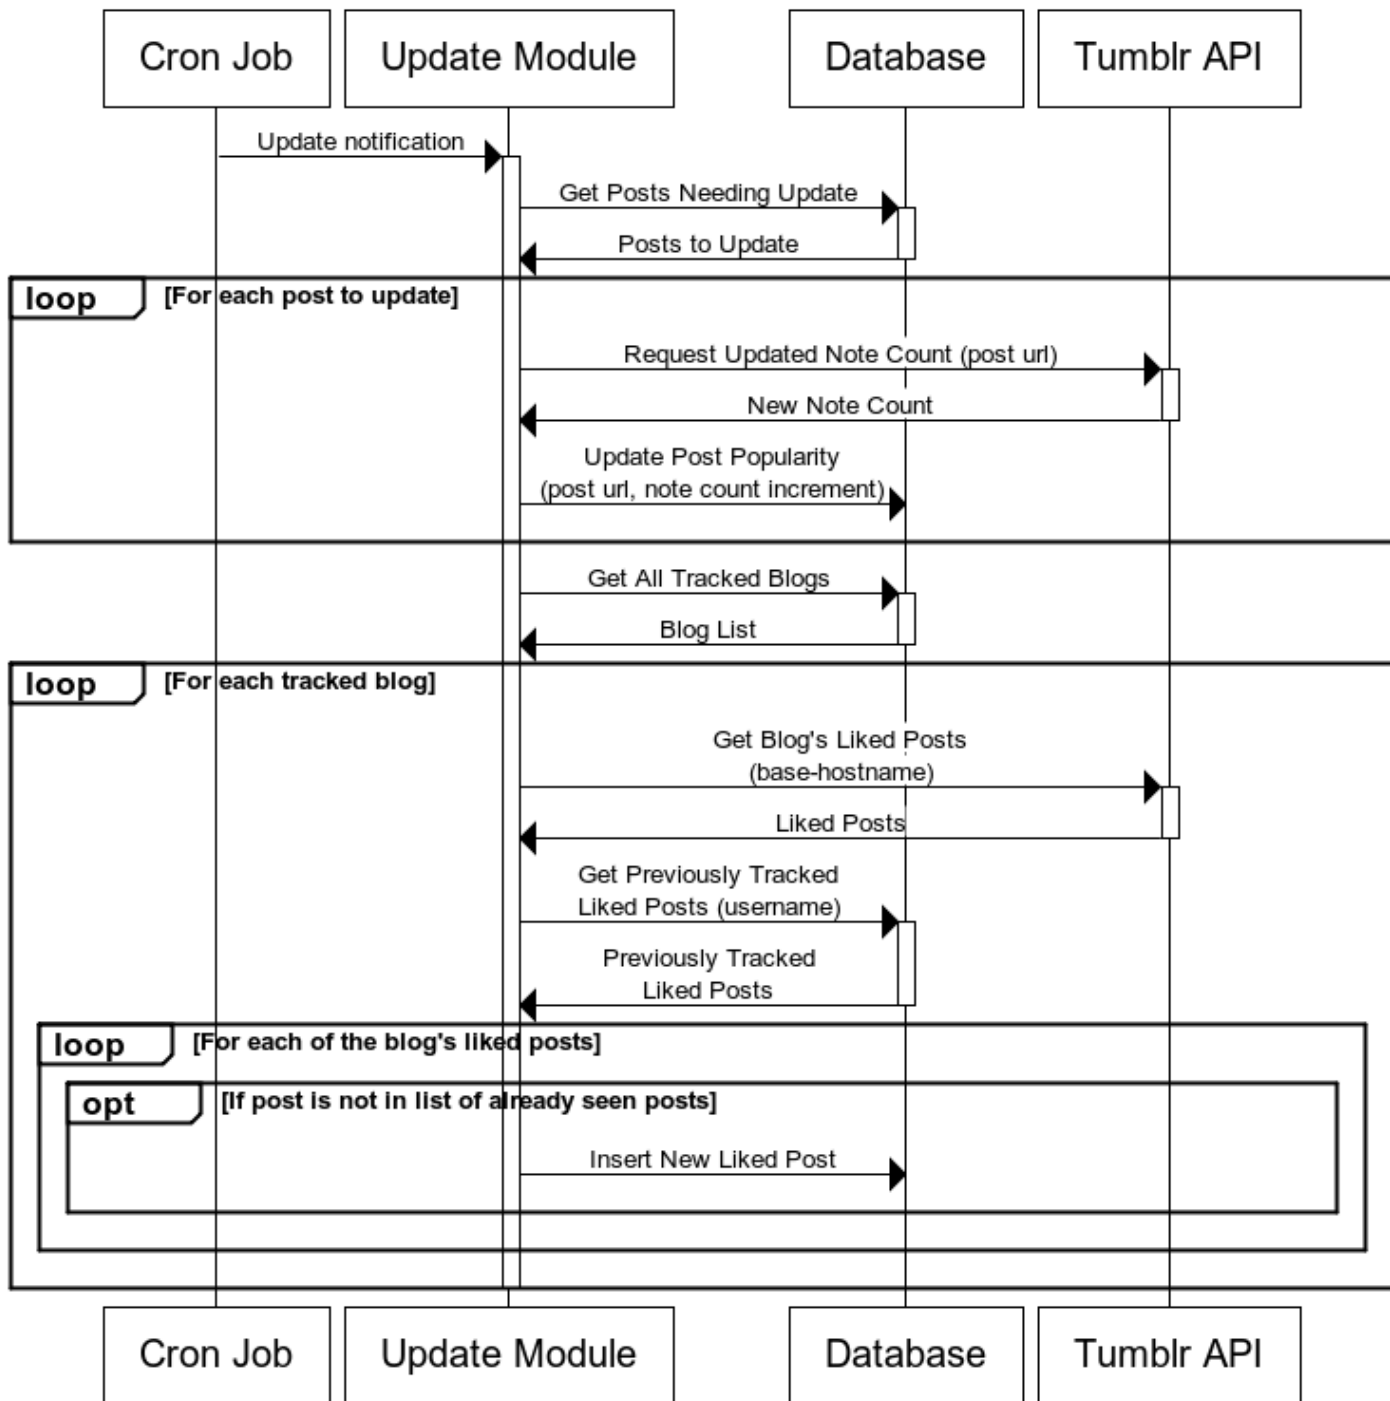 Cron Job
Update Module
Database
Tumblr API
Update notification
Get Posts Needing Update
Posts to Update
loop
[For each post to update]
Request Updated Note Count (post url)
New Note Count
Update Post Popularity
(post url, note count increment)
Get All Tracked Blogs
Blog List
loop
[For each tracked blog]
Get Blog's Liked Posts
(base-hostname)
Liked Posts
Get Previously Tracked
Liked Posts (username)
Previously Tracked
Liked Posts
loop
[For each of the blog's liked posts]
opt
[If post is not in list of already seen posts]
Insert New Liked Post
Cron Job
Update Module
Database
Tumblr API